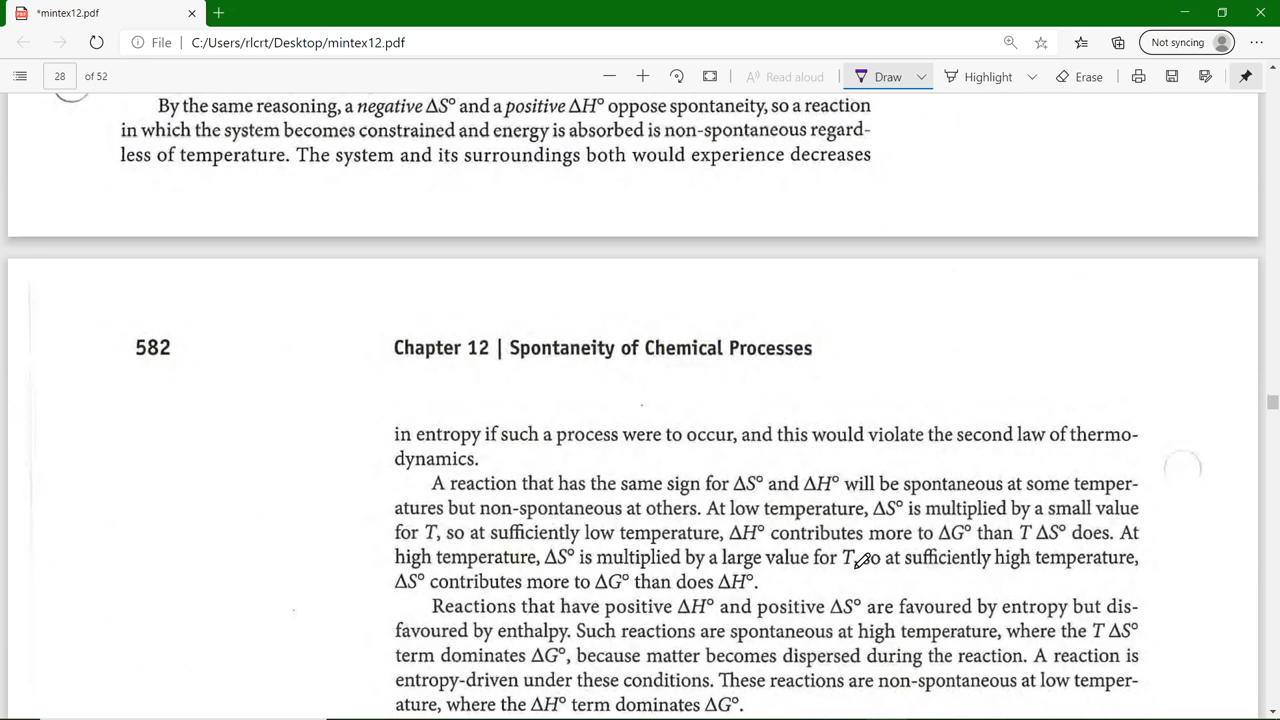 *mintex12.pdf
File | C:/Users/rlcrt/Desktop/mintex12.pdf
Not syncing
28 of 52
Read aloud
Draw
Highlight
Erase
By the same reasoning, a negative ΔS° and a positive ΔH° oppose spontaneity, so a reaction
in which the system becomes constrained and energy is absorbed is non-spontaneous regard-
less of temperature. The system and its surroundings both would experience decreases
582 Chapter 12 | Spontaneity of Chemical Processes
in entropy if such a process were to occur, and this would violate the second law of thermo-
dynamics.
A reaction that has the same sign for ΔS° and ΔH° will be spontaneous at some temper-
atures but non-spontaneous at others. At low temperature, ΔS° is multiplied by a small value
for T, so at sufficiently low temperature, ΔH° contributes more to ΔG° than T ΔS° does. At
high temperature, ΔS° is multiplied by a large value for T, so at sufficiently high temperature,
ΔS° contributes more to ΔG° than does ΔH°.
Reactions that have positive ΔH° and positive ΔS° are favoured by entropy but dis-
favoured by enthalpy. Such reactions are spontaneous at high temperature, where the T ΔS°
term dominates ΔG°, because matter becomes dispersed during the reaction. A reaction is
entropy-driven under these conditions. These reactions are non-spontaneous at low temper-
ature, where the ΔH° term dominates ΔG°.